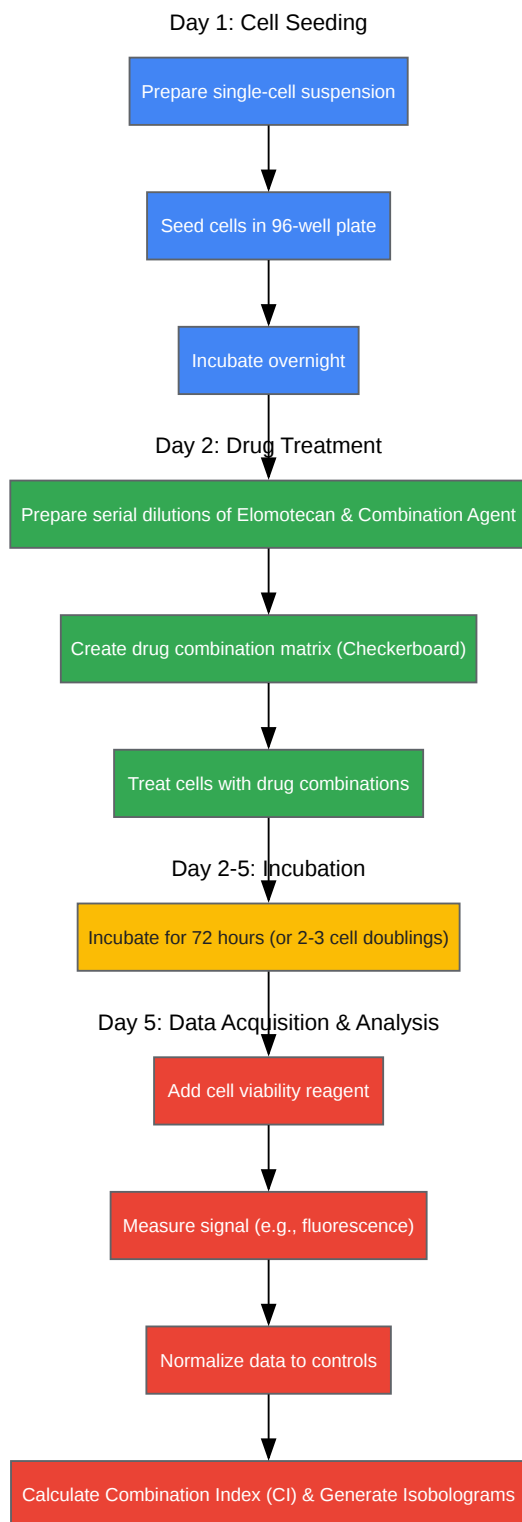 Day 1: Cell Seeding
Prepare single-cell suspension
Seed cells in 96-well plate
Incubate overnight
Day 2: Drug Treatment
Prepare serial dilutions of Elomotecan & Combination Agent
Create drug combination matrix (Checkerboard)
Treat cells with drug combinations
Day 2-5: Incubation
Incubate for 72 hours (or 2-3 cell doublings)
Day 5: Data Acquisition & Analysis
Add cell viability reagent
Measure signal (e.g., fluorescence)
Normalize data to controls
Calculate Combination Index (CI) & Generate Isobolograms